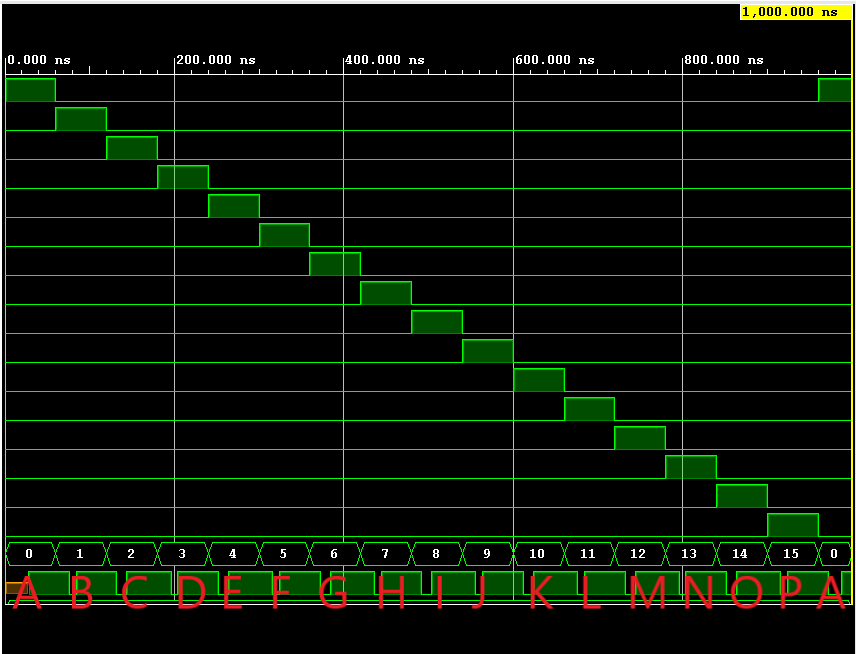 1,000.000 ns
0.000 ns 200.000 ns 400.000 ns 600.000 ns 800.000 ns
0 1 2 3 4 5 6 7 8 9 10 11 12 13 14 15 0
A B C D E F G H I J K L M N O P A